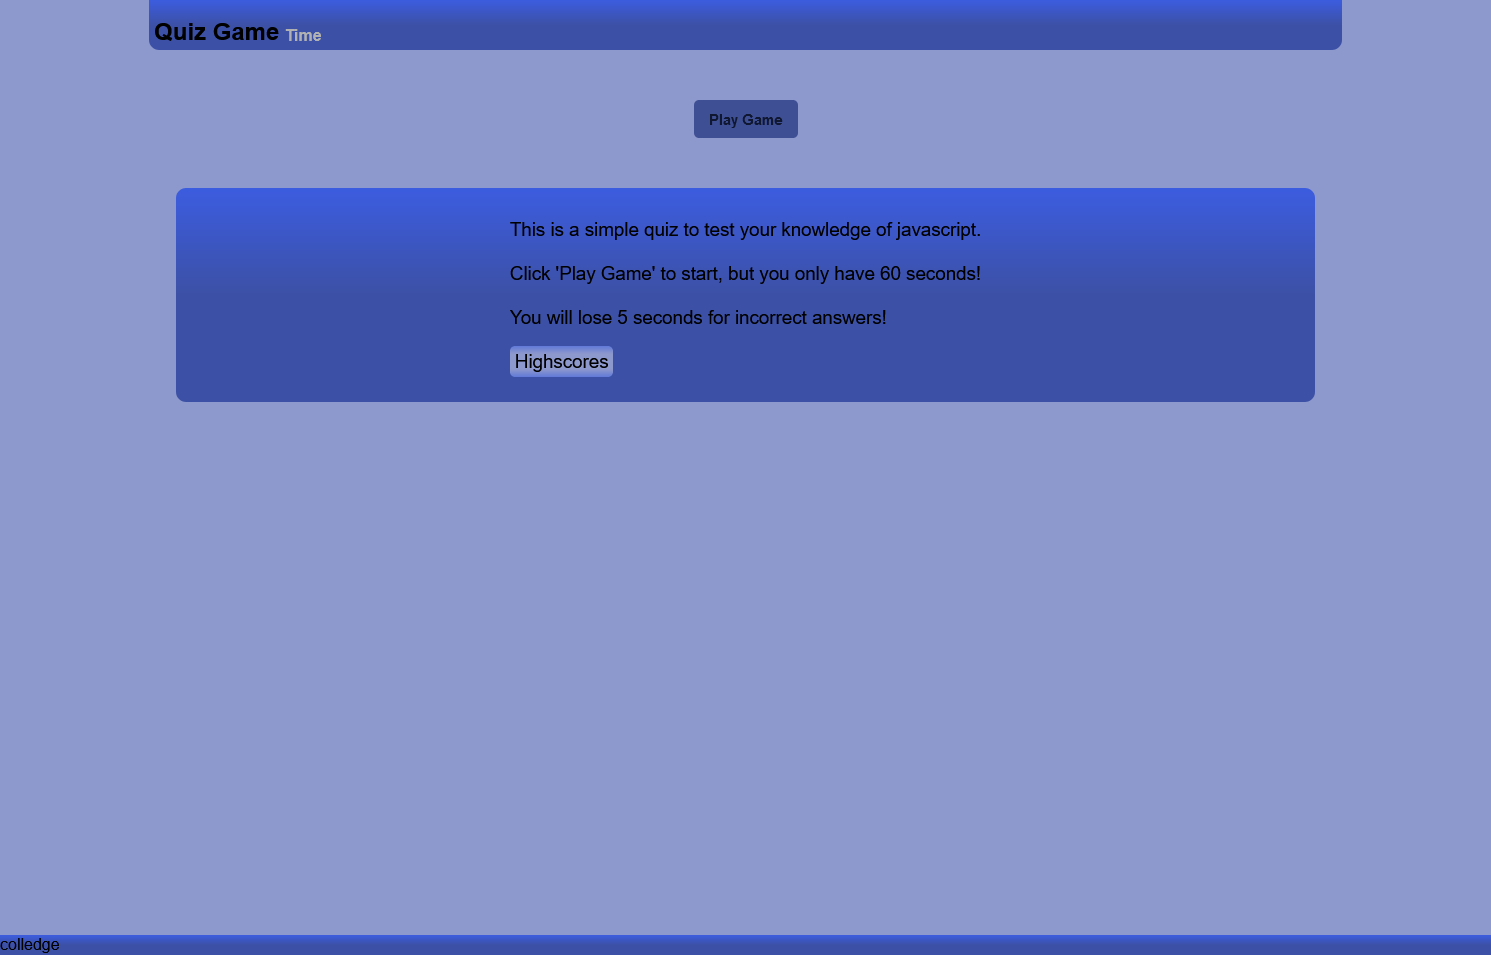 Quiz Game Time
Play Game
This is a simple quiz to test your knowledge of javascript.
Click 'Play Game' to start, but you only have 60 seconds!
You will lose 5 seconds for incorrect answers!
Highscores
colledge